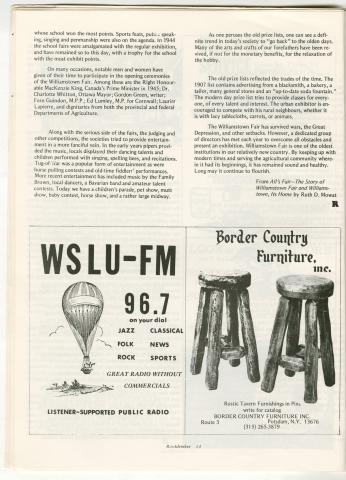 whose school won the most points. Sports feats, public speak-
ing, singing and penmanship were also on the agenda. In 1944
the school fairs were amalgamated with the regular exhibition,
and have remained so to this day, with a trophy for the school
with the most exhibit points.
On many occasions, notable men and women have
given of their time to participate in the opening ceremonies
of the Williamstown Fair. Among these are the Right Honour-
able MacKenzie King, Canada's Prime Minister in 1945; Dr.
Charlotte Whitton, Ottawa Mayor; Gordon Green, writer;
Fern Guindon, M.P.P.; Ed Lumley, M.P. for Cornwall; Laurier
Lapierre, and dignitaries from both the provincial and federal
Departments of Agriculture.
Along with the serious side of the fairs, the judging and
other competitions, the societies tried to provide entertain-
ment in a more fanciful vein. In the early years pipers provi-
ded the music, locals displayed their dancing talents and
children performed with singing, spelling bees, and recitations.
Tug-of-war was a popular form of entertainment as were
horse pulling contests and old-time fiddlers' performances.
More recent entertainment has included music by the Family
Brown, local dancers, a Bavarian band and amateur talent
contests. Today we have a children's parade, pet show, mutt
show, baby contest, horse show, and a rather large midway.
As one peruses the old prize lists, one can see a defi-
nite trend in today's society to "go back" to the olden days.
Many of the arts and crafts of our forefathers have been re-
vived, if not for the monetary benefits, for the relaxation of
the hobby.
The old prize lists reflected the trades of the time. The
1907 list contains advertising from a blacksmith, a bakery, a
tailor, many general stores and an "up-to-date soda fountain."
The modern day prize list tries to provide classes for every-
one, of every talent and interest. The urban exhibitor is en-
couraged to compete with his rural neighbours, whether it
is with lacy tablecloths, carrots, or animals.
The Williamstown Fair has survived wars, the Great
Depression, and other setbacks. However, a dedicated group
of directors has met each year to overcome all obstacles and
present an exhibition. Williamstown Fair is one of the oldest
institutions in our relatively new country. By keeping up with
modern times and serving the agricultural community where-
in it had its beginnings, it has remained sound and healthy.
Long may it continue to flourish.
From All's Fair—The Story of
Williamstown Fair and Williams-
town, Its Home by Ruth D. Mowat
R
WSLU-FM
96.7
on your dial
JAZZ CLASSICAL
FOLK NEWS
ROCK SPORTS
GREAT RADIO WITHOUT
COMMERCIALS
LISTENER-SUPPORTED PUBLIC RADIO
Border Country
Furniture,
inc.
Rustic Tavern Furnishings in Pine
write for catalog
BORDER COUNTRY FURNITURE INC.
Route 3 Potsdam, N.Y. 13676
(315) 265-3879